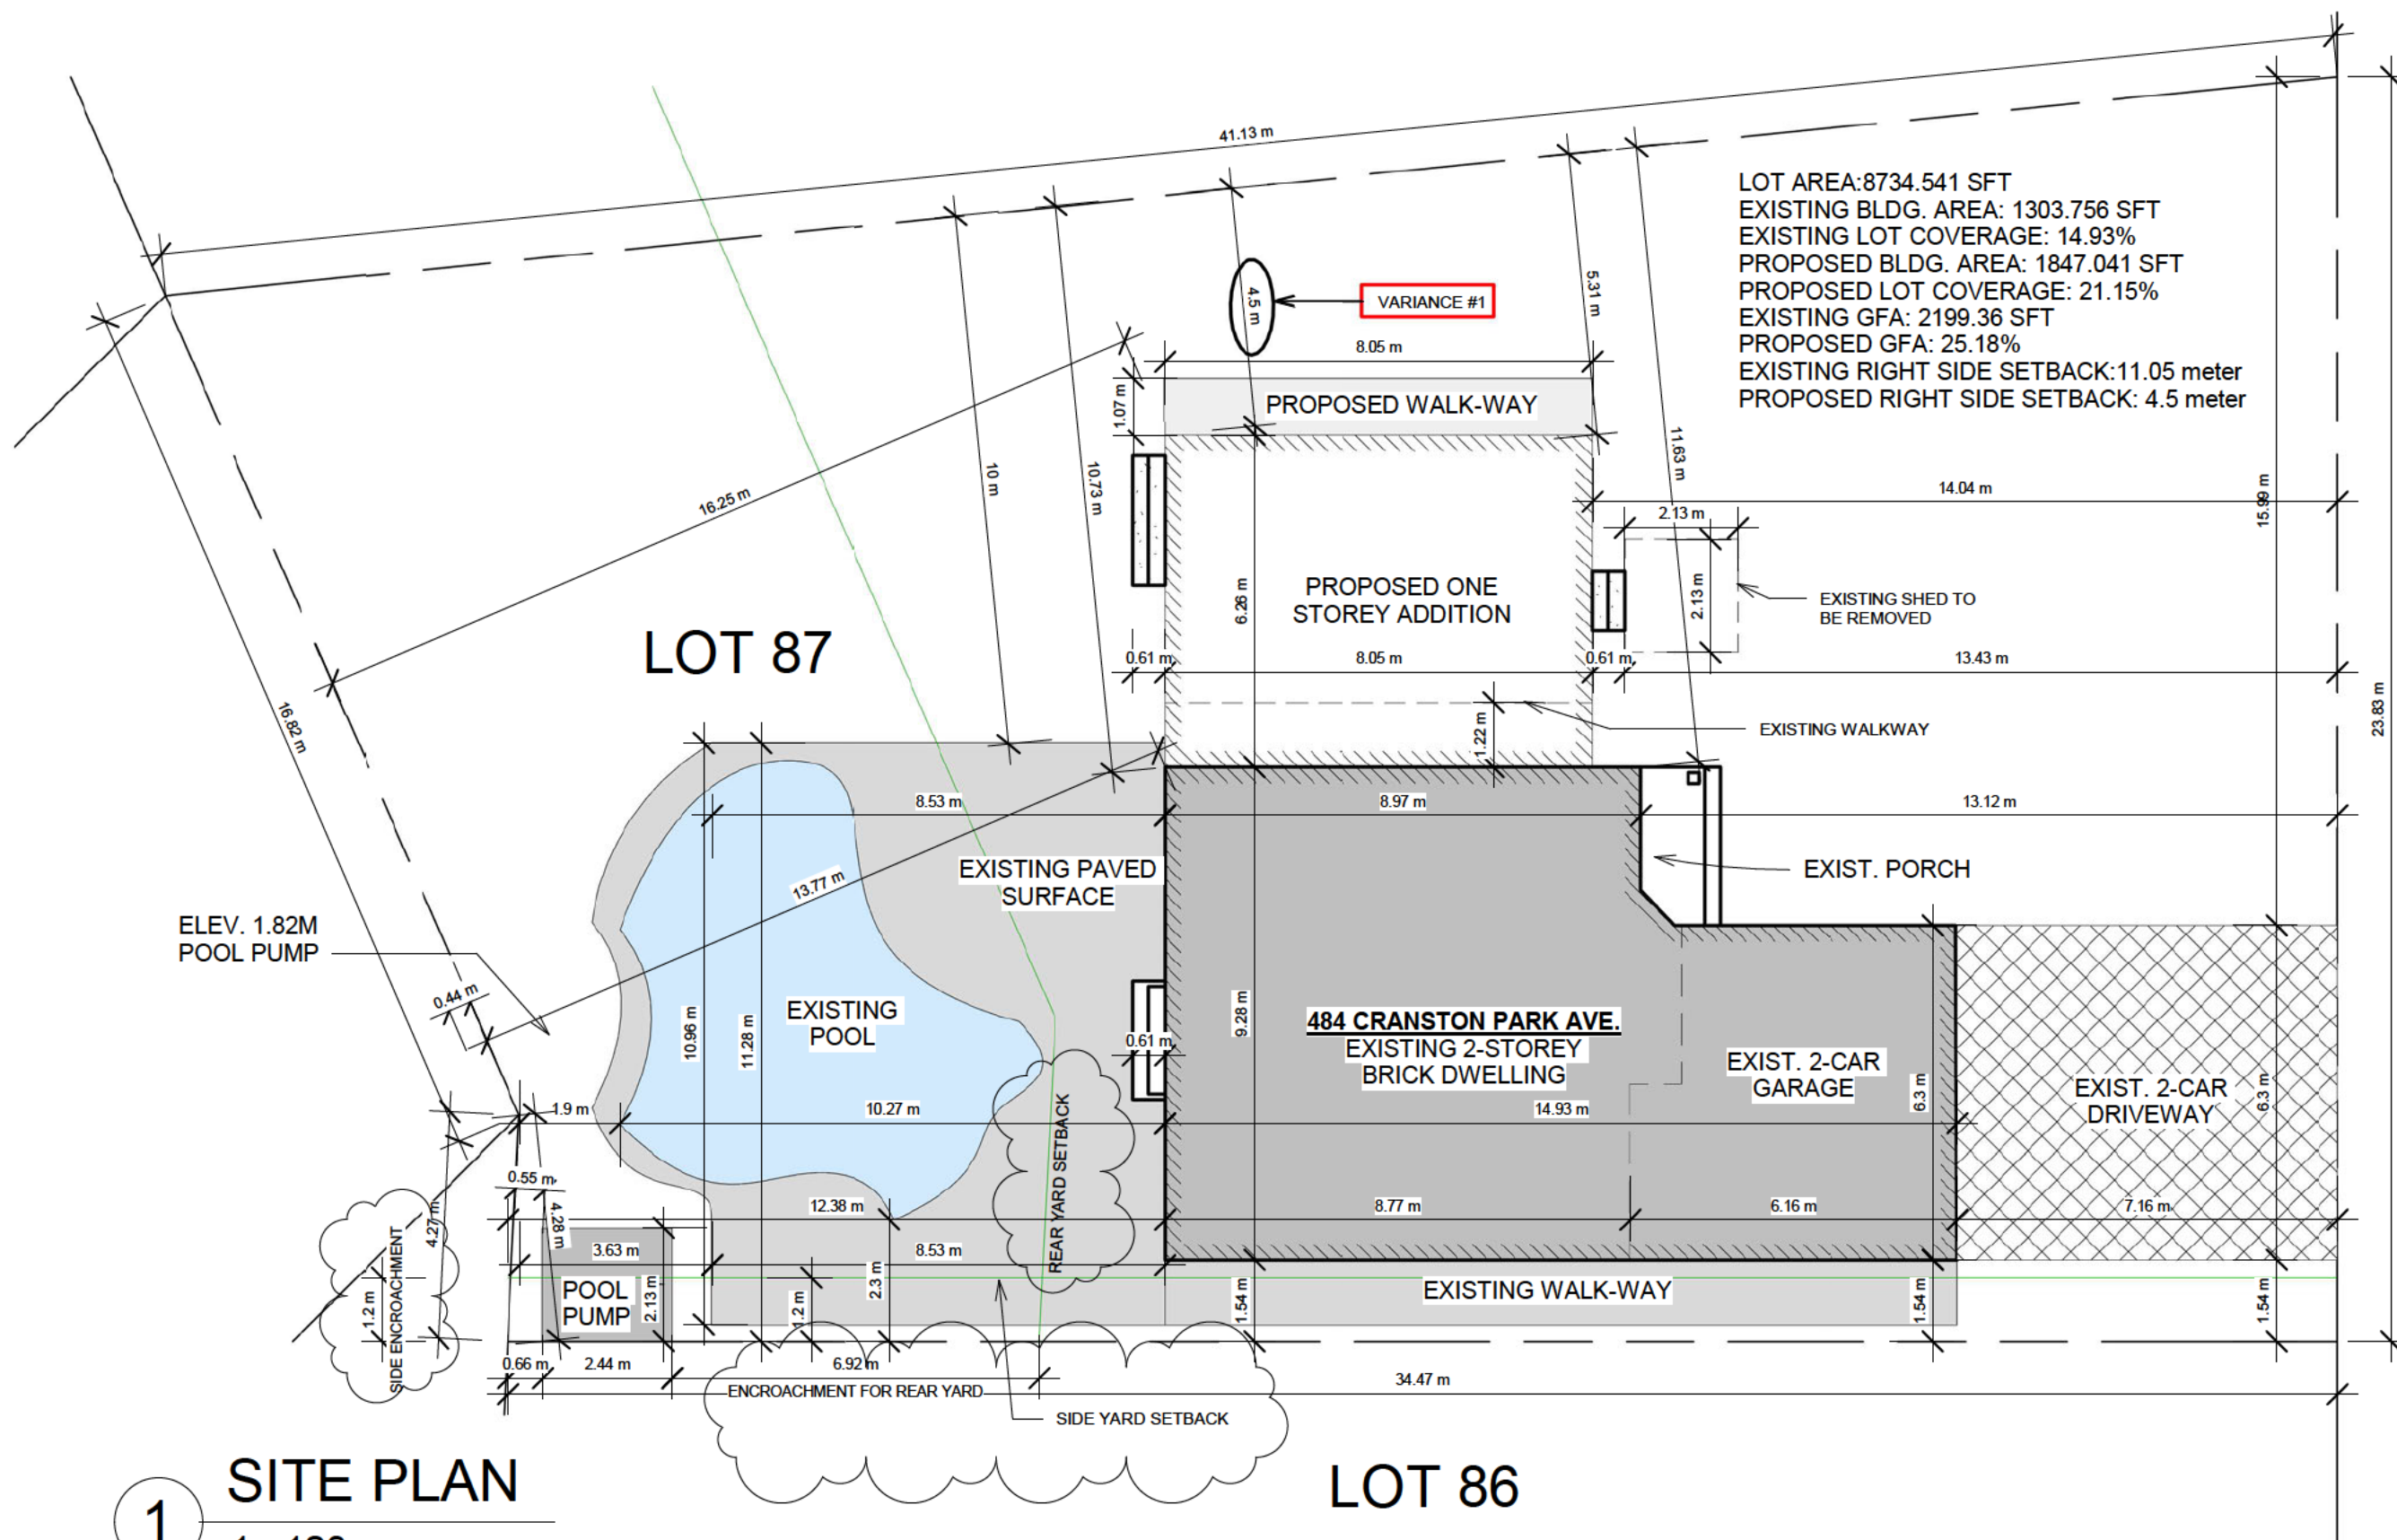 41.13 m
LOT AREA:8734.541 SFT
EXISTING BLDG. AREA: 1303.756 SFT
EXISTING LOT COVERAGE: 14.93%
PROPOSED BLDG. AREA: 1847.041 SFT
PROPOSED LOT COVERAGE: 21.15%
EXISTING GFA: 2199.36 SFT
PROPOSED GFA: 25.18%
EXISTING RIGHT SIDE SETBACK:11.05 meter
PROPOSED RIGHT SIDE SETBACK: 4.5 meter
4.5 m
VARIANCE #1
5.31 m
8.05 m
1.07 m
PROPOSED WALK-WAY
10 m
10.73 m
11.63 m
16.25 m
14.04 m
15.99 m
2.13 m
2.13 m
6.26 m
PROPOSED ONE
STOREY ADDITION
EXISTING SHED TO
BE REMOVED
LOT 87
0.61 m
8.05 m
0.61 m
13.43 m
23.83 m
16.82 m
1.22 m
EXISTING WALKWAY
8.53 m
8.97 m
13.12 m
13.77 m
EXISTING PAVED
SURFACE
EXIST. PORCH
ELEV. 1.82M
POOL PUMP
0.44 m
10.96 m
11.28 m
EXISTING
POOL
0.61 m
9.28 m
484 CRANSTON PARK AVE.
EXISTING 2-STOREY
BRICK DWELLING
EXIST. 2-CAR
GARAGE
6.3 m
EXIST. 2-CAR
DRIVEWAY
6.3 m
1.9 m
10.27 m
14.93 m
REAR YARD SETBACK
0.55 m
4.28 m
4.27 m
12.38 m
8.77 m
6.16 m
7.16 m
3.63 m
8.53 m
SIDE ENCROACHMENT
1.2 m
POOL
PUMP
2.13 m
1.2 m
2.3 m
1.54 m
EXISTING WALK-WAY
1.54 m
1.54 m
0.66 m
2.44 m
6.92 m
34.47 m
ENCROACHMENT FOR REAR YARD
SIDE YARD SETBACK
1
SITE PLAN
LOT 86